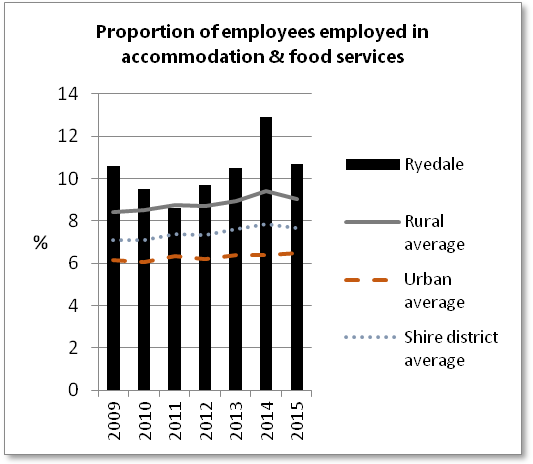 Proportion of employees employed in
accommodation & food services
14
12
10
8
6
4
2
0
%
2009
2010
2011
2012
2013
2014
2015
Ryedale
Rural
average
Urban
average
Shire district
average